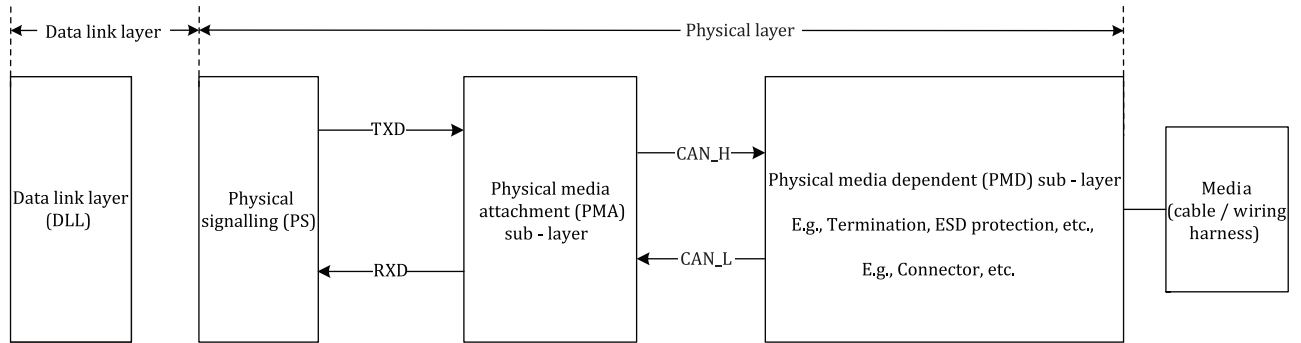 Data link layer
Physical layer
Data link layer
(DLL)
Physical
signalling (PS)
TXD
RXD
Physical media
attachment (PMA)
sub - layer
CAN_H
CAN_L
Physical media dependent (PMD) sub - layer
E.g., Termination, ESD protection, etc.,
E.g., Connector, etc.
Media
(cable / wiring
harness)